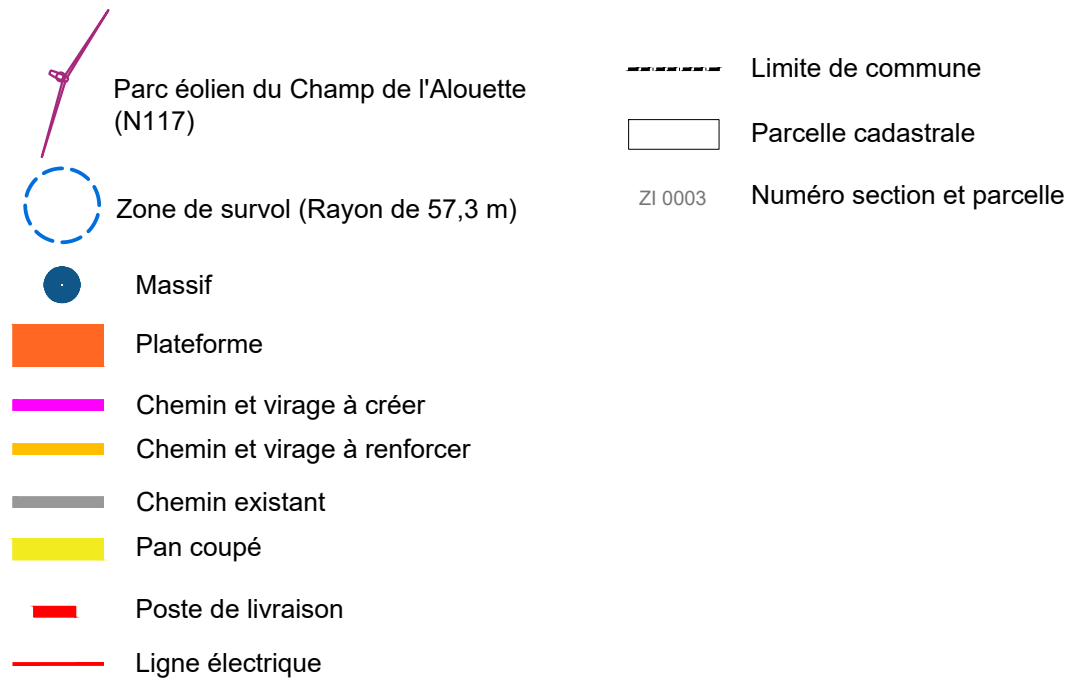 Parc éolien du Champ de l'Alouette
(N117)
Zone de survol (Rayon de 57,3 m)
Massif
Plateforme
Chemin et virage à créer
Chemin et virage à renforcer
Chemin existant
Pan coupé
Poste de livraison
Ligne électrique
Limite de commune
Parcelle cadastrale
ZI 0003 Numéro section et parcelle